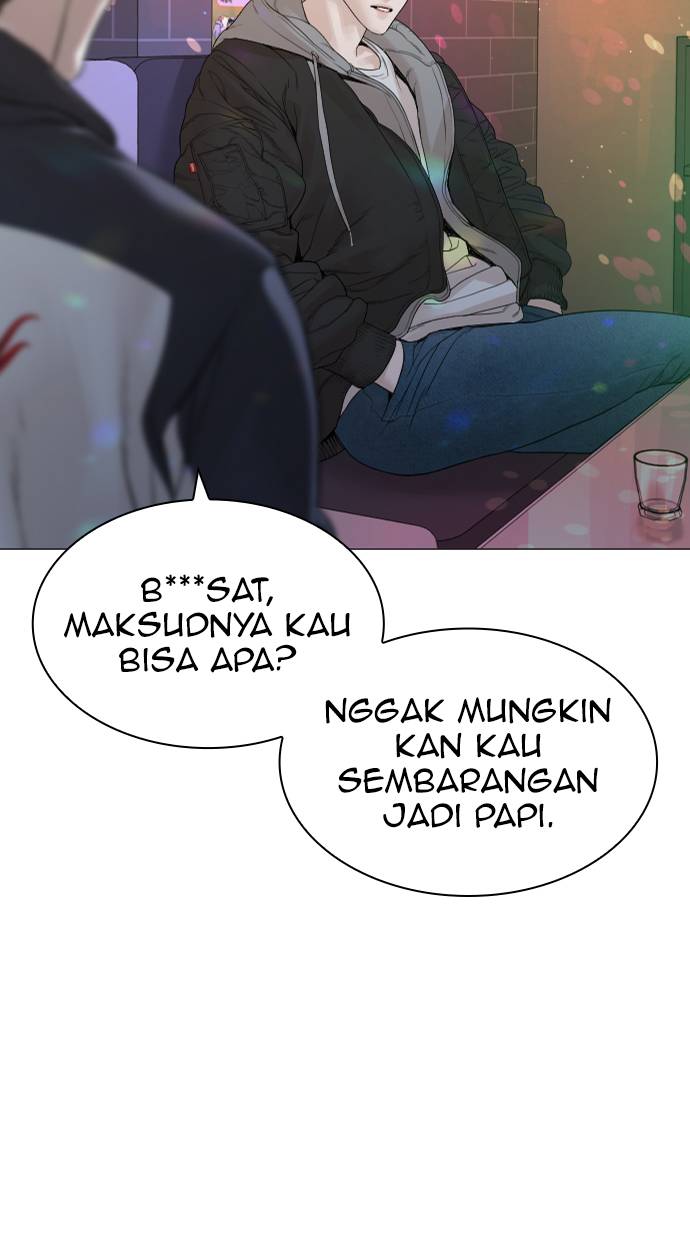 B***SAT,
MAKSUDNYA KAU
BISA APA?
NGGAK MUNGKIN
KAN KAU
SEMBARANGAN
JADI PAPI.